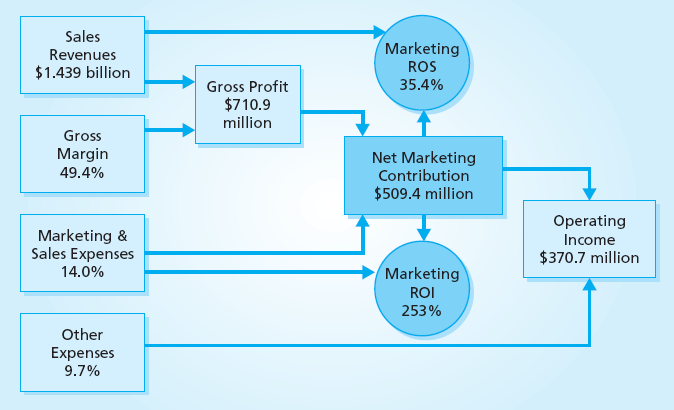 Sales
Revenues
$1.439 billion
Marketing
ROS
35.4%
Gross Profit
$710.9
million
Gross
Margin
49.4%
Net Marketing
Contribution
$509.4 million
Marketing &
Sales Expenses
14.0%
Operating
Income
$370.7 million
Marketing
ROI
253%
Other
Expenses
9.7%